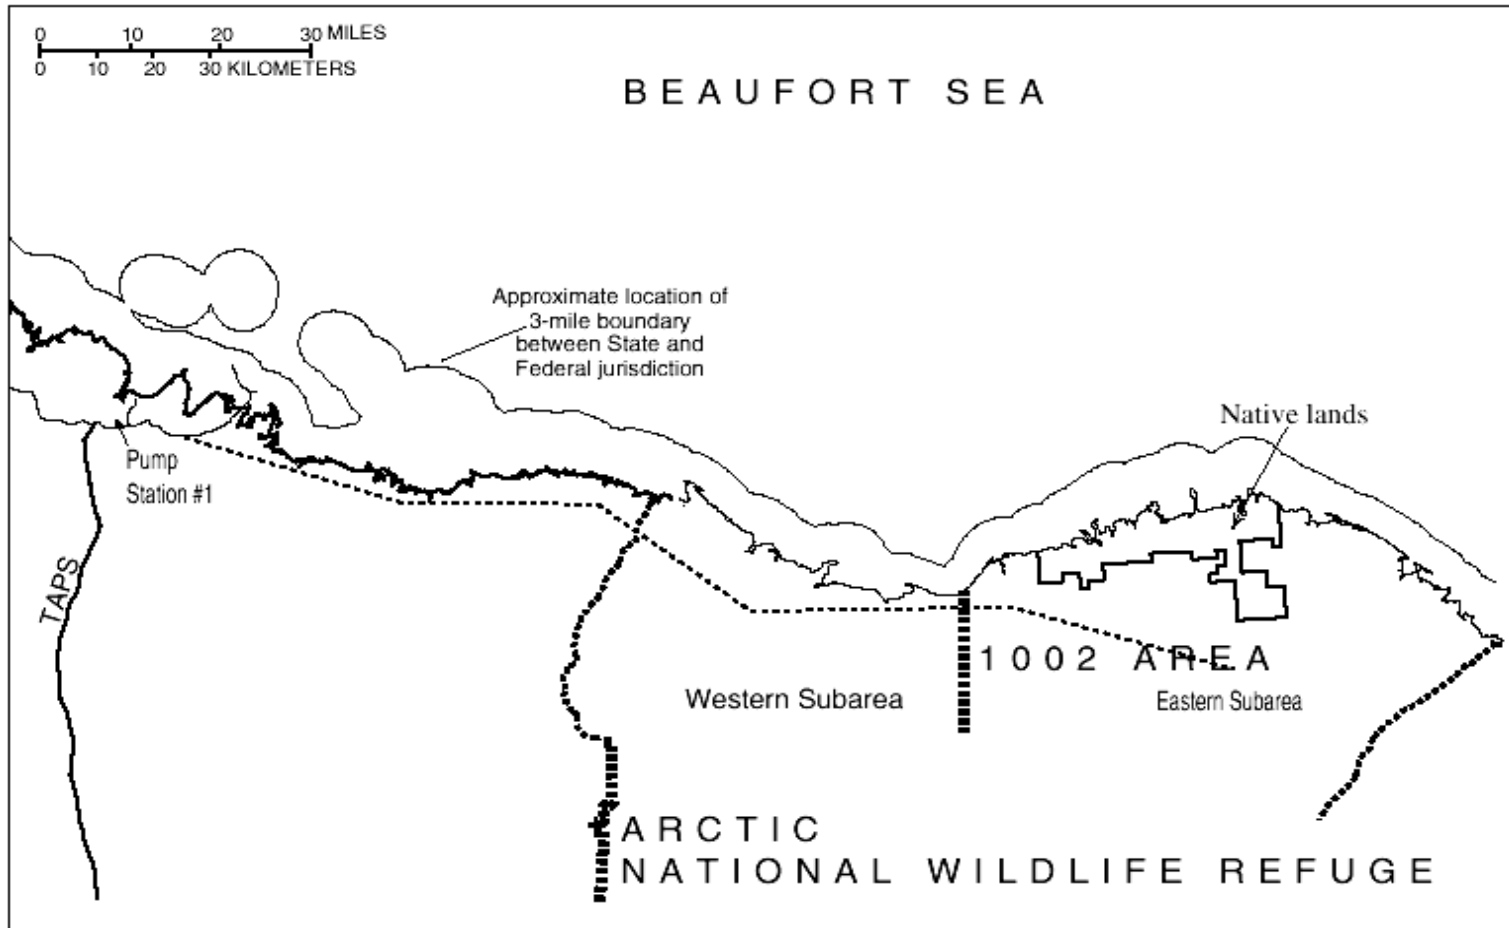 0 10 20 30 MILES
0 10 20 30 KILOMETERS
BEAUFORT SEA
Approximate location of
3-mile boundary
between State and
Federal jurisdiction
Native lands
Pump
Station #1
TAPS
1002 AREA
Western Subarea
Eastern Subarea
ARCTIC
NATIONAL WILDLIFE REFUGE